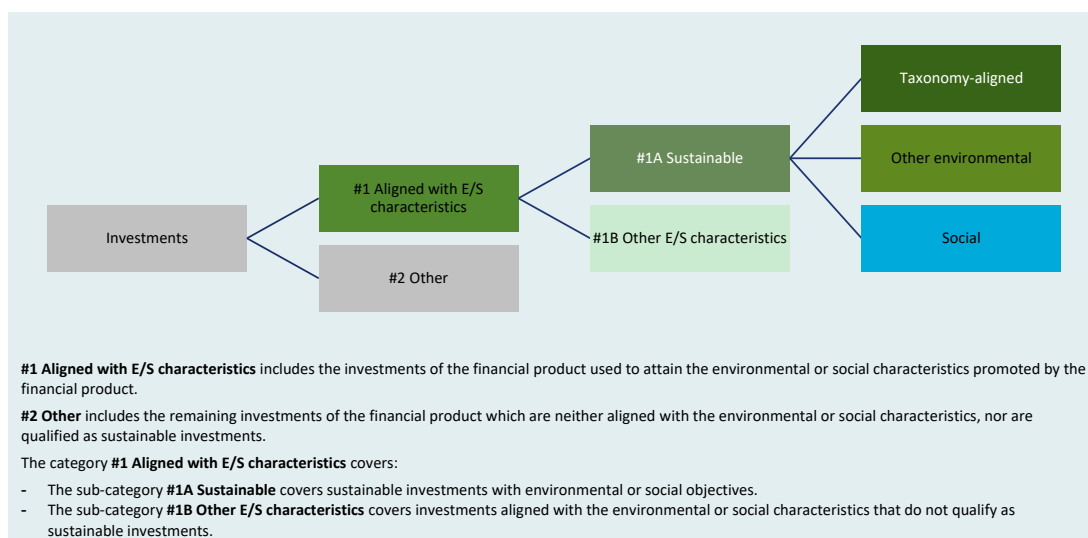 Taxonomy-aligned
#1A Sustainable
Other environmental
#1 Aligned with E/S
characteristics
Investments
#1B Other E/S characteristics
Social
#2 Other
#1 Aligned with E/S characteristics includes the investments of the financial product used to attain the environmental or social characteristics promoted by the
financial product.
#2 Other includes the remaining investments of the financial product which are neither aligned with the environmental or social characteristics, nor are
qualified as sustainable investments.
The category #1 Aligned with E/S characteristics covers:
- The sub-category #1A Sustainable covers sustainable investments with environmental or social objectives.
- The sub-category #1B Other E/S characteristics covers investments aligned with the environmental or social characteristics that do not qualify as
sustainable investments.